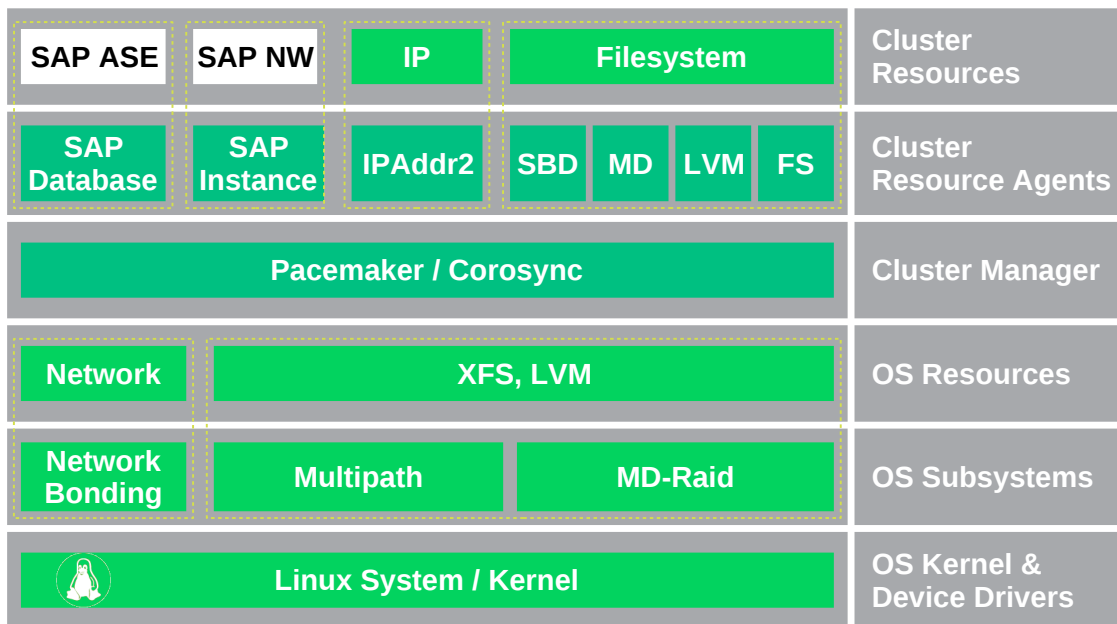 SAP ASE
SAP NW
IP
Filesystem
Cluster
Resources
SAP
Database
SAP
Instance
IPAddr2
SBD
MD
LVM
FS
Cluster
Resource Agents
Pacemaker / Corosync
Cluster Manager
Network
XFS, LVM
OS Resources
Network
Bonding
Multipath
MD-Raid
OS Subsystems
Linux System / Kernel
OS Kernel &
Device Drivers